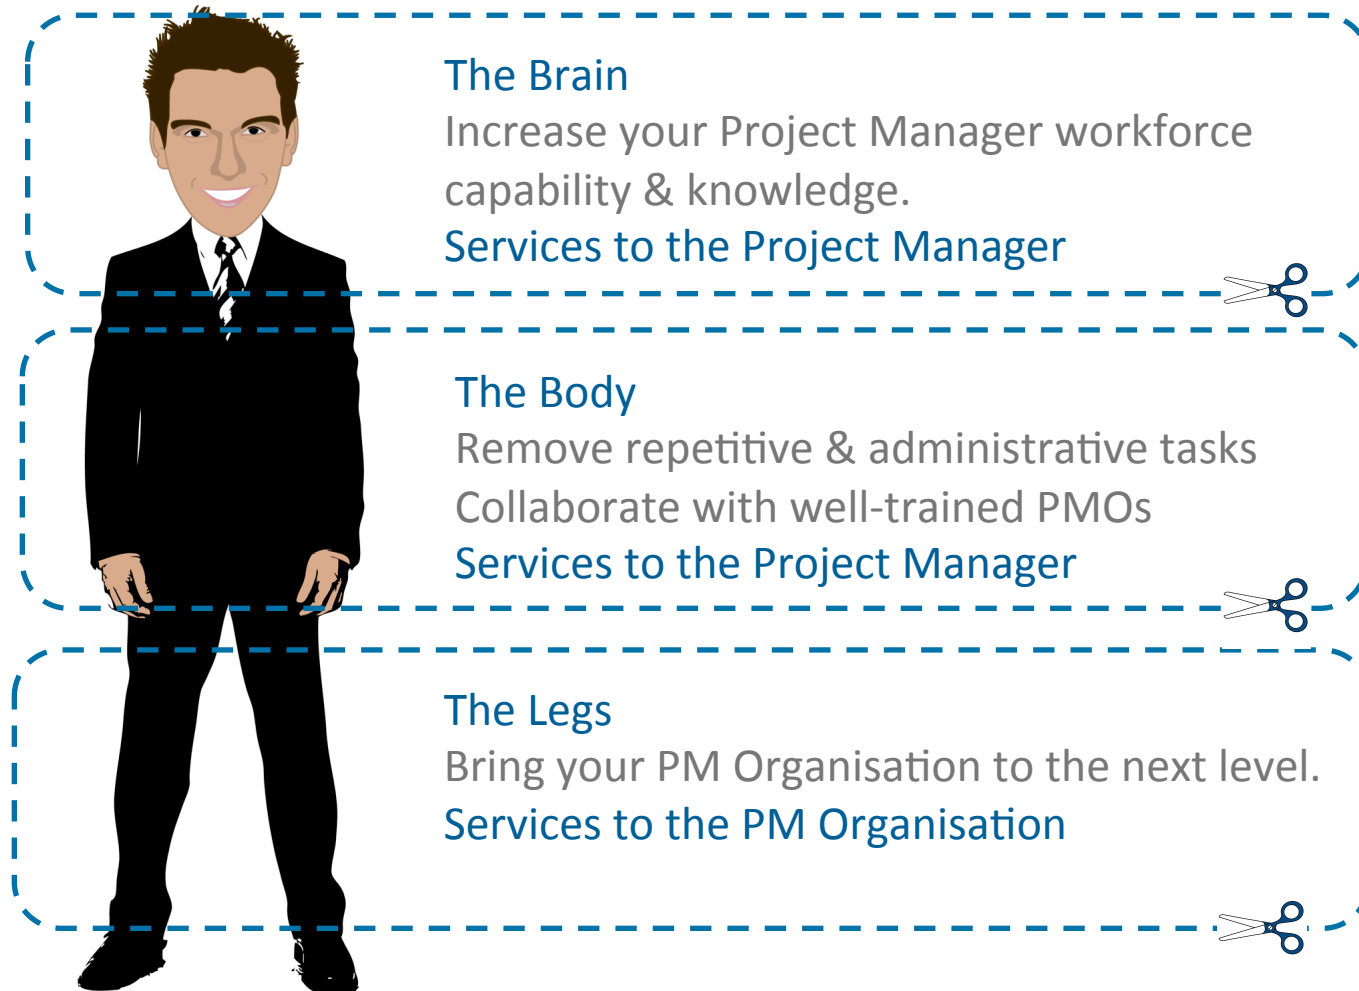 The Brain
Increase your Project Manager workforce
capability & knowledge.
Services to the Project Manager
The Body
Remove repetitive & administrative tasks
Collaborate with well-trained PMOs
Services to the Project Manager
The Legs
Bring your PM Organisation to the next level.
Services to the PM Organisation